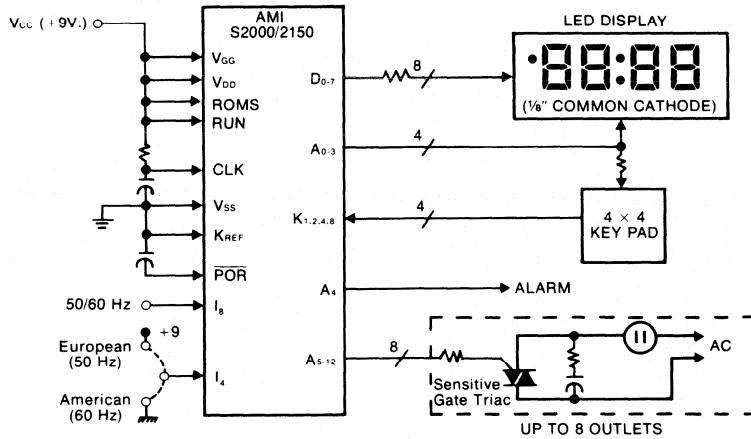 AMI
S2000/2150
VCC (+9V.)
VGG
VDD
ROMS
RUN
CLK
VSS
KREF
POR
50/60 Hz
I8
+9
European
(50 Hz)
I4
American
(60 Hz)
D0-7
8
A0-3
4
K1.2.4.8
4
A4
ALARM
A5-12
8
LED DISPLAY
88:88
(1/8" COMMON CATHODE)
4 × 4
KEY PAD
Sensitive
Gate Triac
AC
UP TO 8 OUTLETS